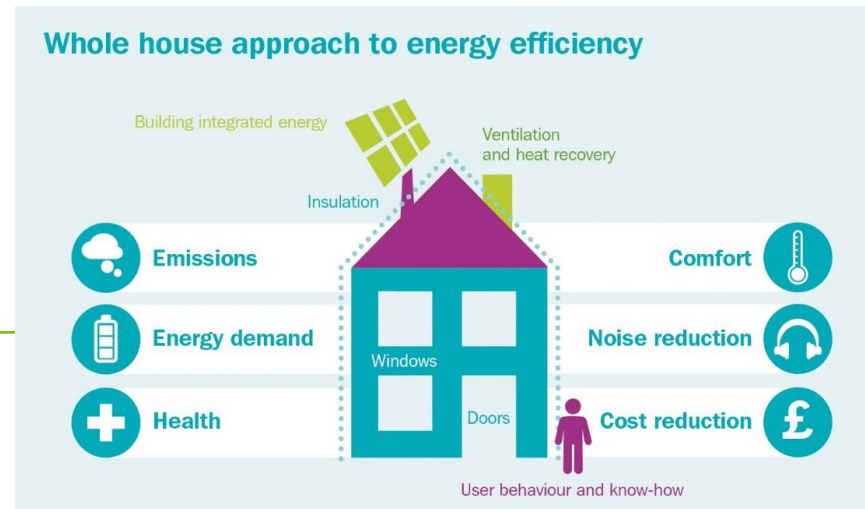 Whole house approach to energy efficiency
Building integrated energy
Ventilation
and heat recovery
Insulation
Emissions
Comfort
Energy demand
Noise reduction
Windows
Health
Doors
Cost reduction
£
User behaviour and know-how